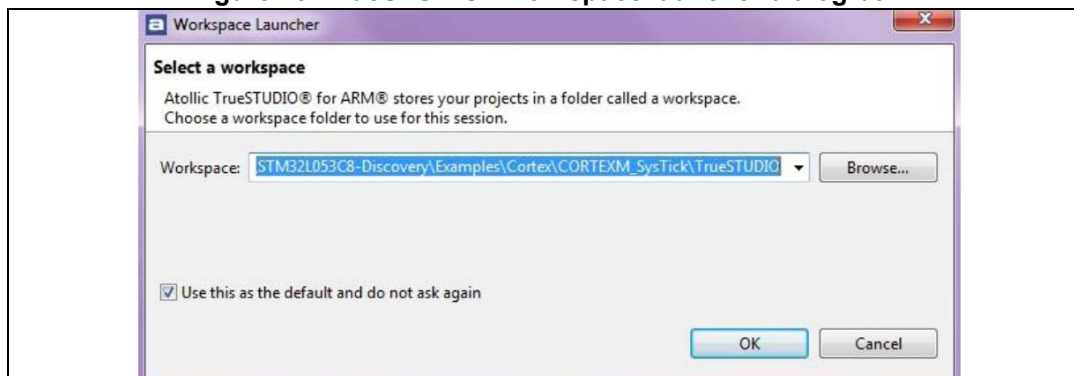 Workspace Launcher
Select a workspace
Atollic TrueSTUDIO® for ARM® stores your projects in a folder called a workspace.
Choose a workspace folder to use for this session.
Workspace: STM32L053C8-Discovery\Examples\Cortex\CORTEXM_SysTick\TrueSTUDIO Browse...
Use this as the default and do not ask again
OK Cancel